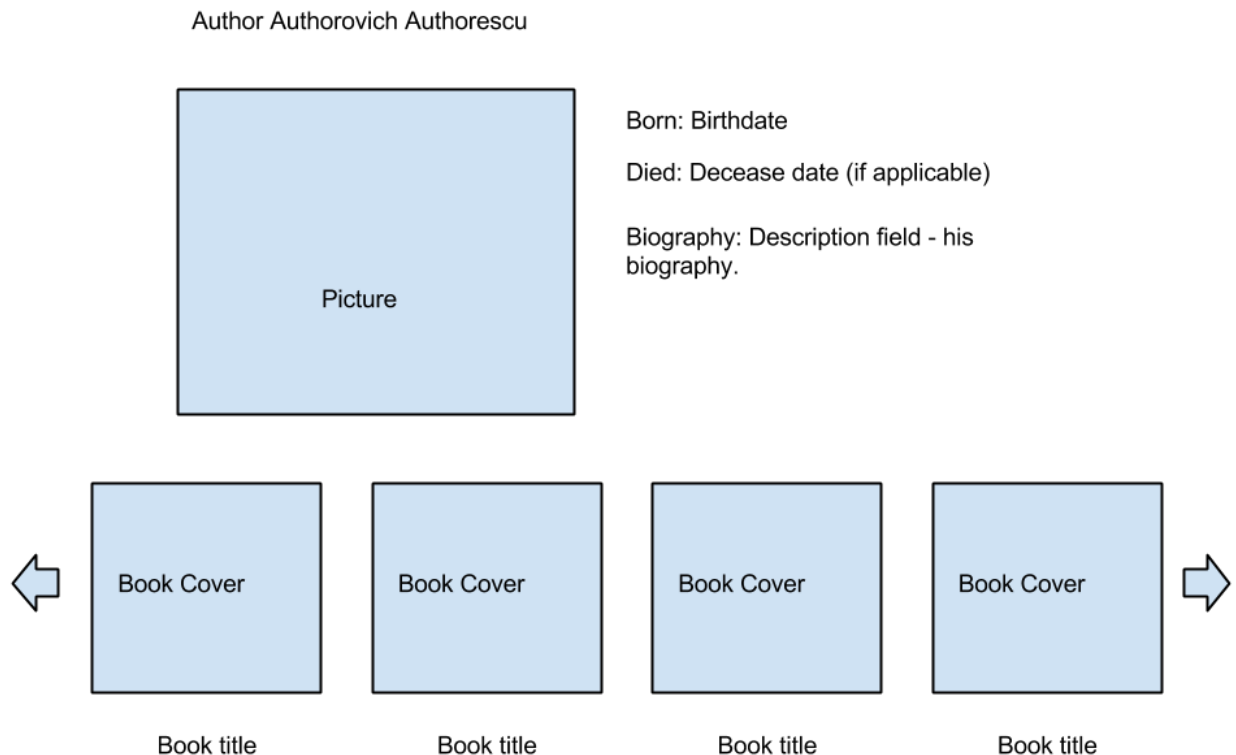 Author Authorovich Authorescu
Born: Birthdate
Died: Decease date (if applicable)
Biography: Description field - his
biography.
Picture
Book Cover
Book Cover
Book Cover
Book Cover
Book title
Book title
Book title
Book title